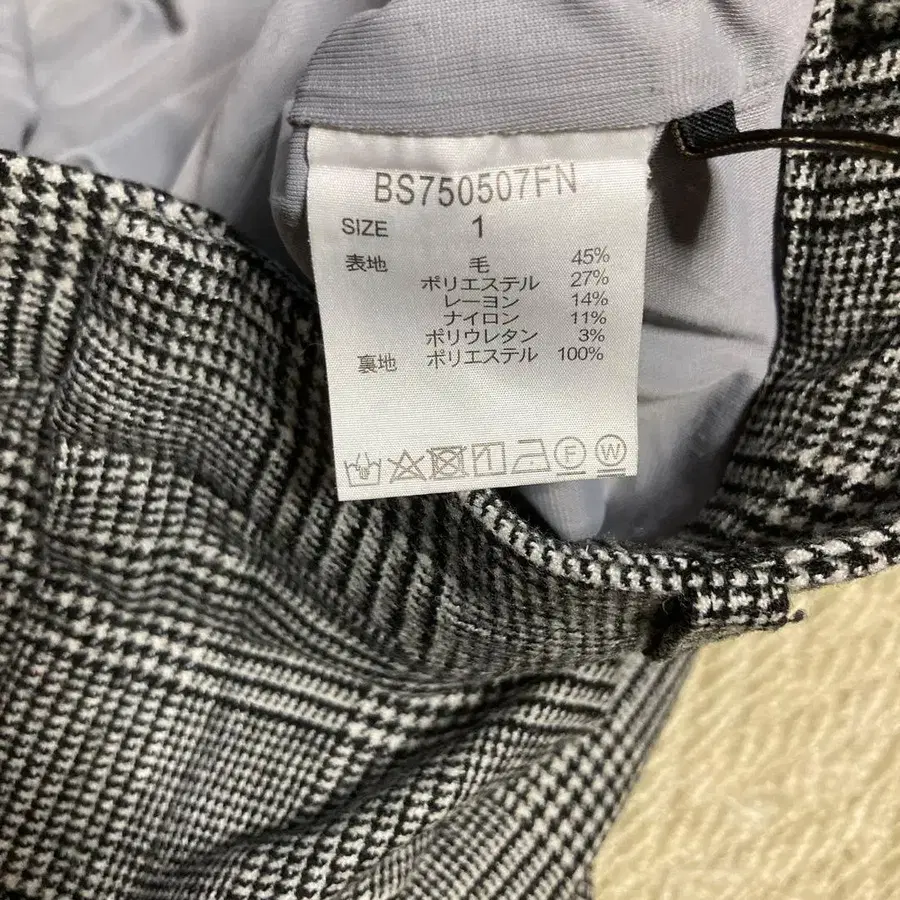 BS750507FN
SIZE 1
表地 毛 45%
ポリエステル 27%
レーヨン 14%
ナイロン 11%
ポリウレタン 3%
裏地 ポリエステル 100%
F W